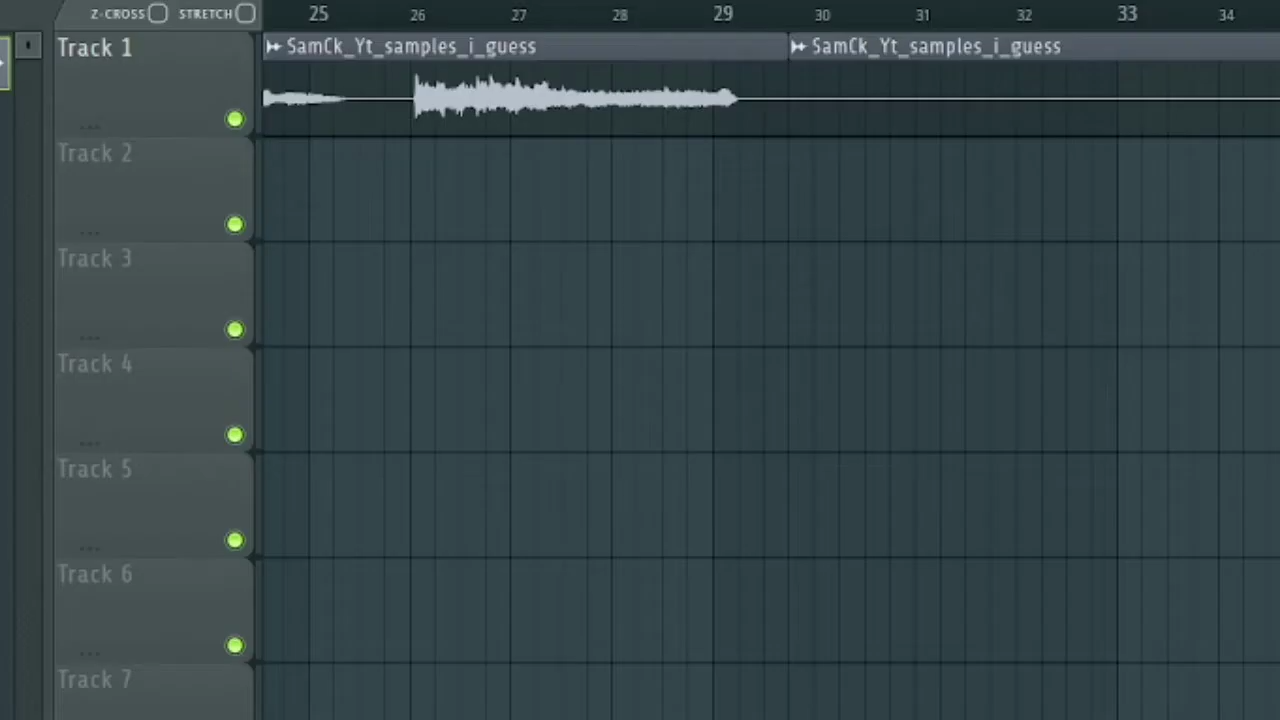 Z-CROSS STRETCH 25 26 27 28 29 30 31 32 33 34
Track 1 SamCk_Yt_samples_i_guess SamCk_Yt_samples_i_guess
...
Track 2
...
Track 3
...
Track 4
...
Track 5
...
Track 6
...
Track 7